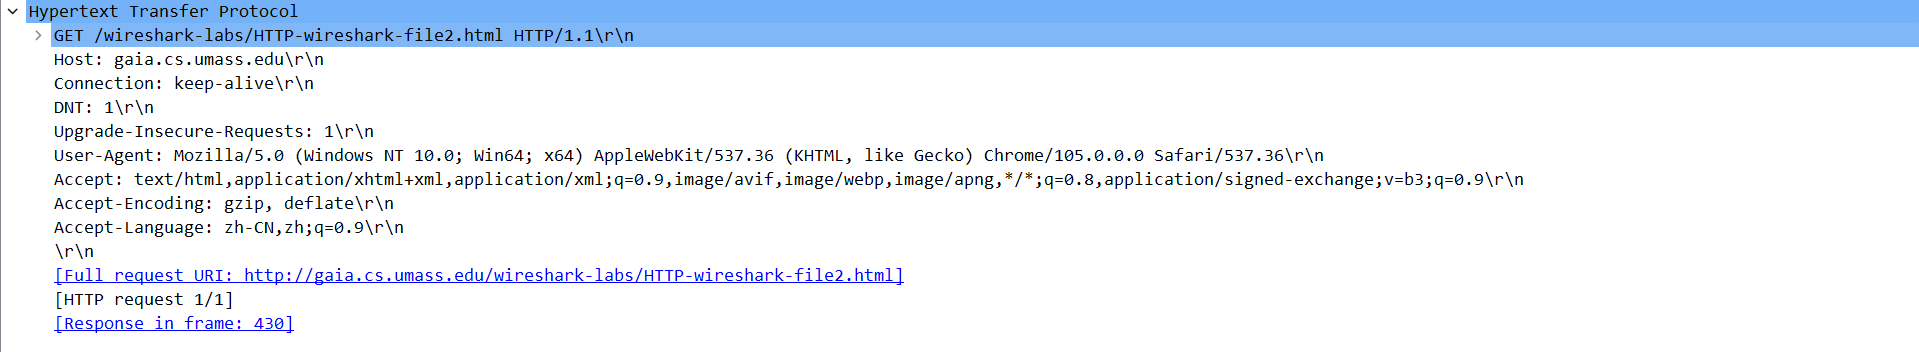 Hypertext Transfer Protocol
GET /wireshark-labs/HTTP-wireshark-file2.html HTTP/1.1\r\n
Host: gaia.cs.umass.edu\r\n
Connection: keep-alive\r\n
DNT: 1\r\n
Upgrade-Insecure-Requests: 1\r\n
User-Agent: Mozilla/5.0 (Windows NT 10.0; Win64; x64) AppleWebKit/537.36 (KHTML, like Gecko) Chrome/105.0.0.0 Safari/537.36\r\n
Accept: text/html,application/xhtml+xml,application/xml;q=0.9,image/avif,image/webp,image/apng,*/*;q=0.8,application/signed-exchange;v=b3;q=0.9\r\n
Accept-Encoding: gzip, deflate\r\n
Accept-Language: zh-CN,zh;q=0.9\r\n
\r\n
[Full request URI: http://gaia.cs.umass.edu/wireshark-labs/HTTP-wireshark-file2.html]
[HTTP request 1/1]
[Response in frame: 430]